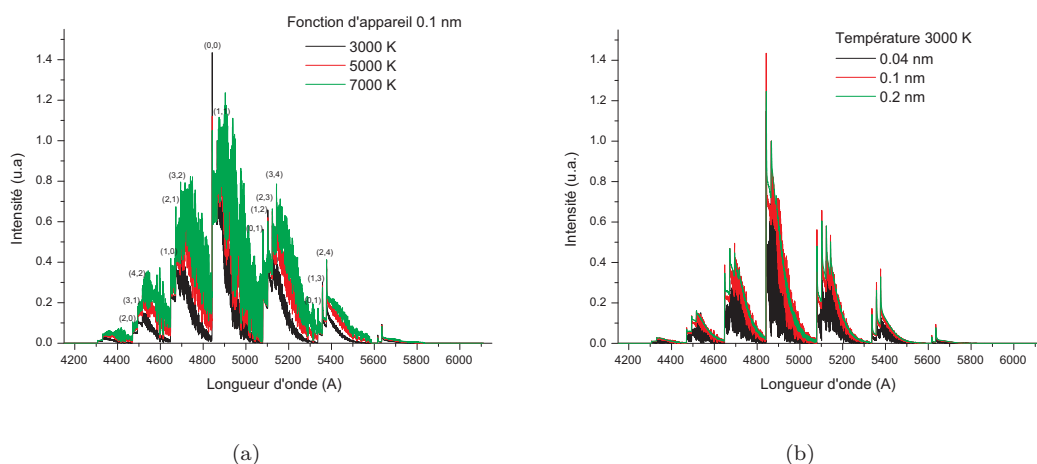 Fonction d'appareil 0.1 nm
3000 K
5000 K
7000 K
(0,0)
(1,1)
(3,2)
(2,1)
(3,4)
(2,3)
(1,2)
(0,1)
(1,0)
(4,2)
(3,1)
(2,0)
(2,4)
(1,3)
(0,1)
1.4
1.2
1.0
0.8
0.6
0.4
0.2
0.0
Intensité (u.a)
4200 4400 4600 4800 5000 5200 5400 5600 5800 6000
Longueur d'onde (A)
(a)
Température 3000 K
0.04 nm
0.1 nm
0.2 nm
1.4
1.2
1.0
0.8
0.6
0.4
0.2
0.0
Intensité (u.a.)
4200 4400 4600 4800 5000 5200 5400 5600 5800 6000
Longueur d'onde (A)
(b)